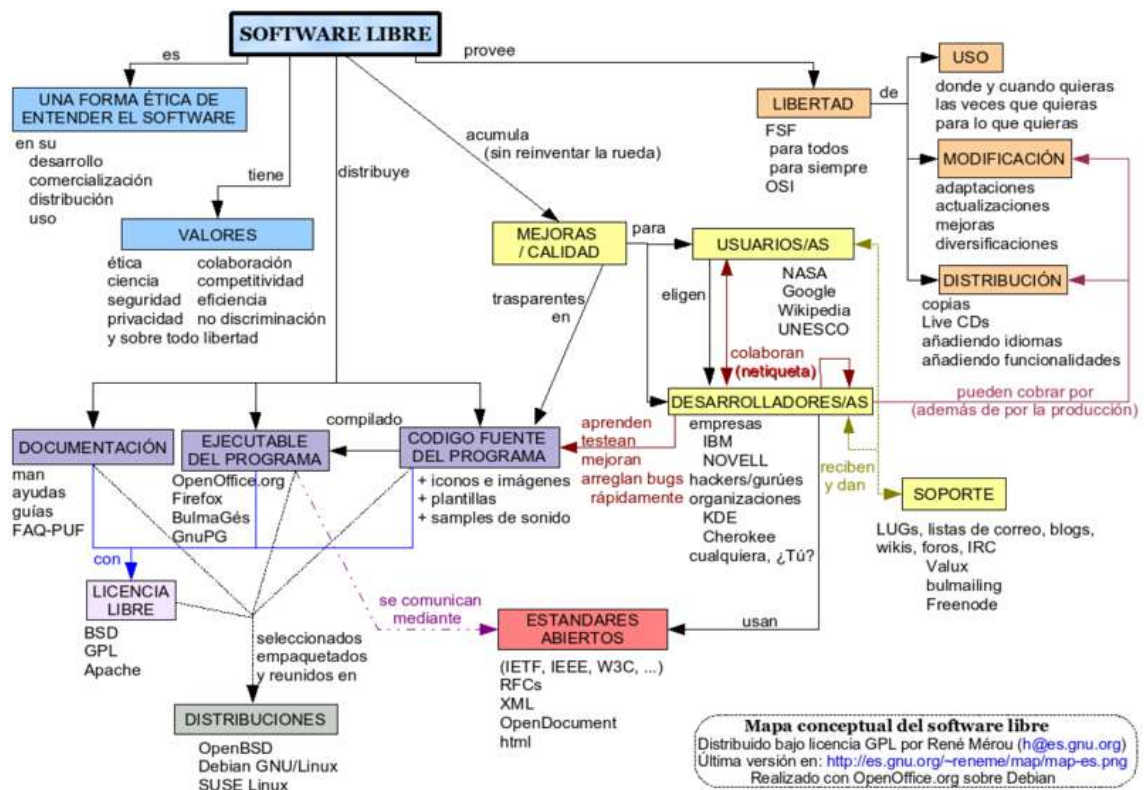 SOFTWARE LIBRE
es
UNA FORMA ÉTICA DE
ENTENDER EL SOFTWARE
en su
desarrollo
comercialización
distribución
uso
tiene
VALORES
ética colaboración
ciencia competitividad
seguridad eficiencia
privacidad no discriminación
y sobre todo libertad
distribuye
acumula
(sin reinventar la rueda)
provee
LIBERTAD
FSF
para todos
para siempre
OSI
de
USO
donde y cuando quieras
las veces que quieras
para lo que quieras
MODIFICACIÓN
adaptaciones
actualizaciones
mejoras
diversificaciones
DISTRIBUCIÓN
copias
Live CDs
añadiendo idiomas
añadiendo funcionalidades
MEJORAS
/ CALIDAD
para
trasparentes
en
USUARIOS/AS
NASA
Google
Wikipedia
UNESCO
eligen
colaboran
(netiqueta)
DESARROLLADORES/AS
empresas
IBM
NOVELL
hackers/gurúes
organizaciones
KDE
Cherokee
cualquiera, ¿Tú?
pueden cobrar por
(además de por la producción)
reciben
y dan
SOPORTE
LUGs, listas de correo, blogs,
wikis, foros, IRC
Valux
bulmailing
Freenode
aprenden
testean
mejoran
arreglan bugs
rápidamente
DOCUMENTACIÓN
man
ayudas
guías
FAQ-PUF
EJECUTABLE
DEL PROGRAMA
OpenOffice.org
Firefox
BulmaGés
GnuPG
compilado
CODIGO FUENTE
DEL PROGRAMA
+ iconos e imágenes
+ plantillas
+ samples de sonido
con
LICENCIA
LIBRE
BSD
GPL
Apache
seleccionados
empaquetados
y reunidos en
DISTRIBUCIONES
OpenBSD
Debian GNU/Linux
SUSE Linux
se comunican
mediante
ESTANDARES
ABIERTOS
(IETF, IEEE, W3C, ...)
RFCs
XML
OpenDocument
html
usan
Mapa conceptual del software libre
Distribuido bajo licencia GPL por René Mérou (h@es.gnu.org)
Última versión en: http://es.gnu.org/~reneme/map/map-es.png
Realizado con OpenOffice.org sobre Debian